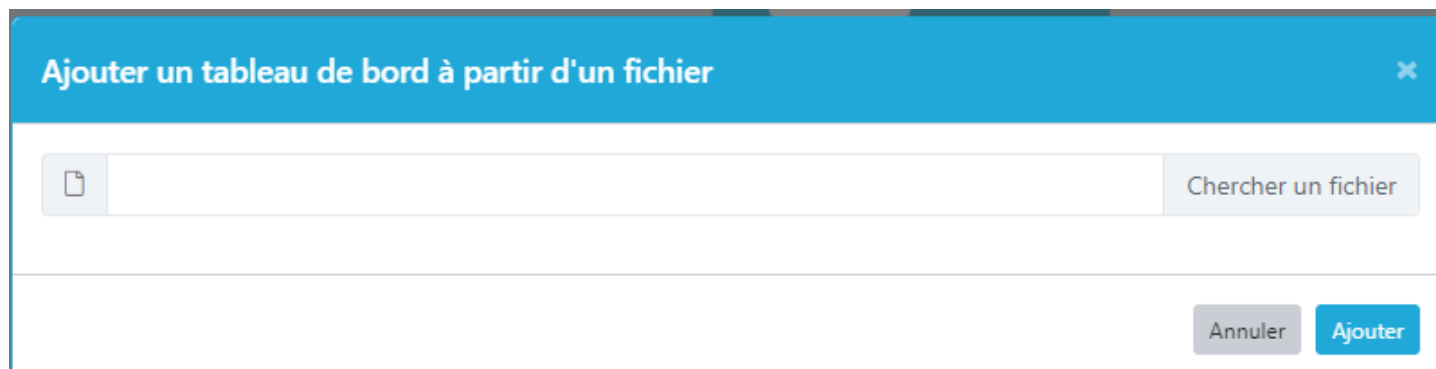 Ajouter un tableau de bord à partir d'un fichier
Chercher un fichier
Annuler Ajouter